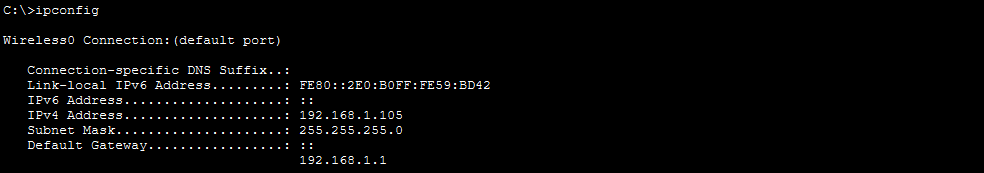 C:\>ipconfig
Wireless0 Connection:(default port)
Connection-specific DNS Suffix..:
Link-local IPv6 Address.........: FE80::2E0:B0FF:FE59:BD42
IPv6 Address....................: ::
IPv4 Address....................: 192.168.1.105
Subnet Mask.....................: 255.255.255.0
Default Gateway.................: ::
192.168.1.1